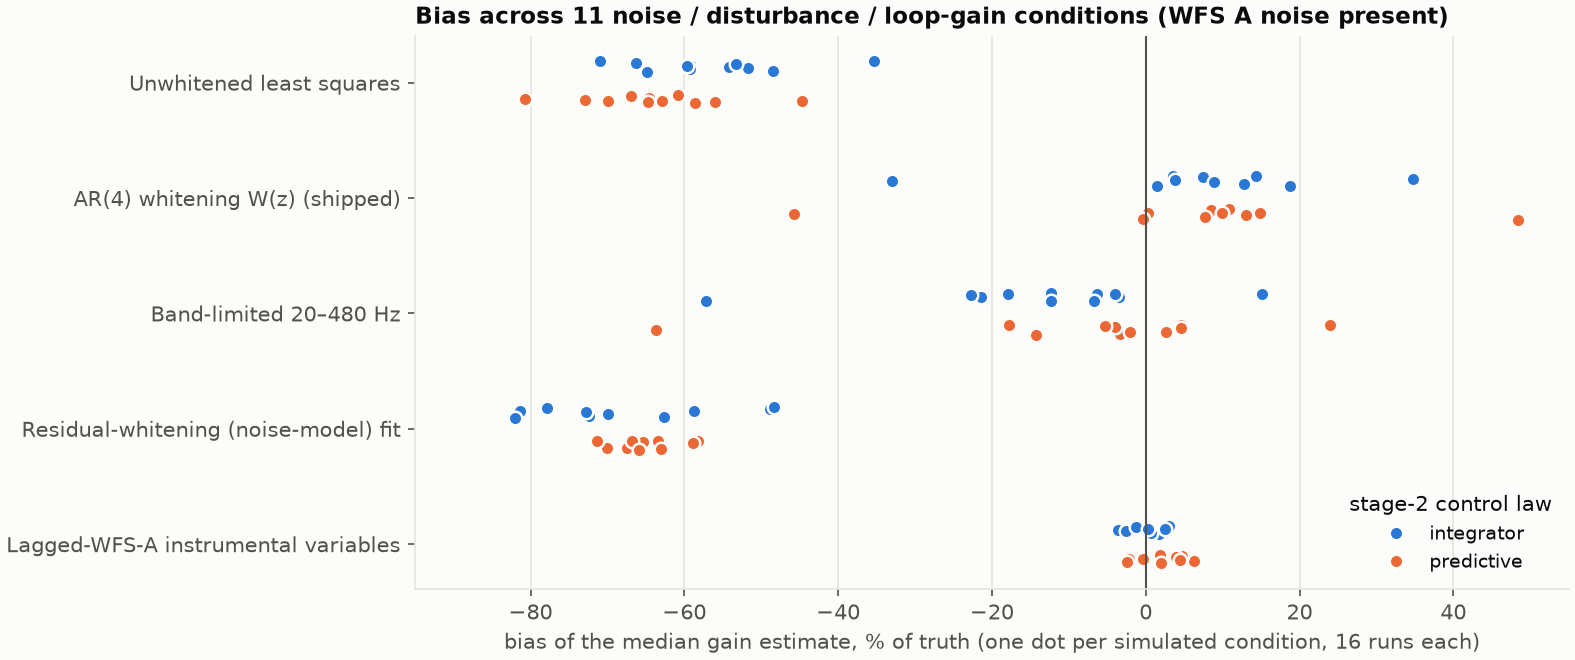 Bias across 11 noise / disturbance / loop-gain conditions (WFS A noise present)
Unwhitened least squares
AR(4) whitening W(z) (shipped)
Band-limited 20–480 Hz
Residual-whitening (noise-model) fit
Lagged-WFS-A instrumental variables
stage-2 control law
integrator
predictive
−80 −60 −40 −20 0 20 40
bias of the median gain estimate, % of truth (one dot per simulated condition, 16 runs each)